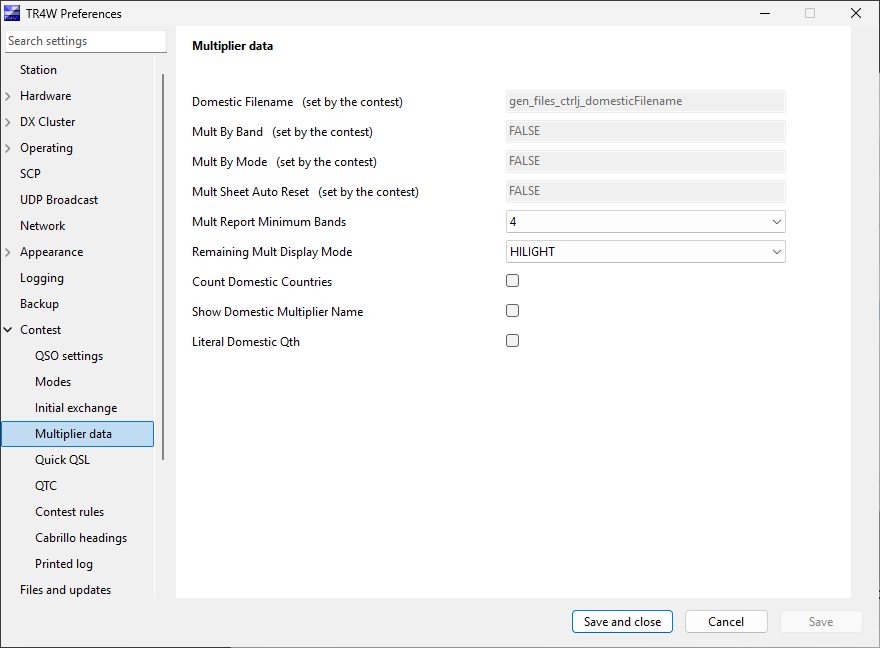 TR4W Preferences
Search settings
Station
Hardware
DX Cluster
Operating
SCP
UDP Broadcast
Network
Appearance
Logging
Backup
Contest
QSO settings
Modes
Initial exchange
Multiplier data
Quick QSL
QTC
Contest rules
Cabrillo headings
Printed log
Files and updates
Multiplier data
Domestic Filename (set by the contest) gen_files_ctrlj_domesticFilename
Mult By Band (set by the contest) FALSE
Mult By Mode (set by the contest) FALSE
Mult Sheet Auto Reset (set by the contest) FALSE
Mult Report Minimum Bands 4
Remaining Mult Display Mode HILIGHT
Count Domestic Countries
Show Domestic Multiplier Name
Literal Domestic Qth
Save and close Cancel Save